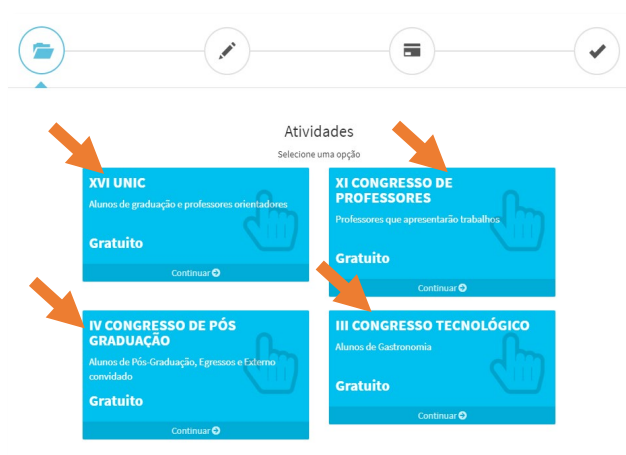 Atividades
Selecione uma opção
XVI UNIC
Alunos de graduação e professores orientadores
Gratuito
Continuar
XI CONGRESSO DE
PROFESSORES
Professores que apresentarão trabalhos
Gratuito
Continuar
IV CONGRESSO DE PÓS
GRADUAÇÃO
Alunos de Pós-Graduação, Egressos e Externo
convidado
Gratuito
Continuar
III CONGRESSO TECNOLÓGICO
Alunos de Gastronomia
Gratuito
Continuar